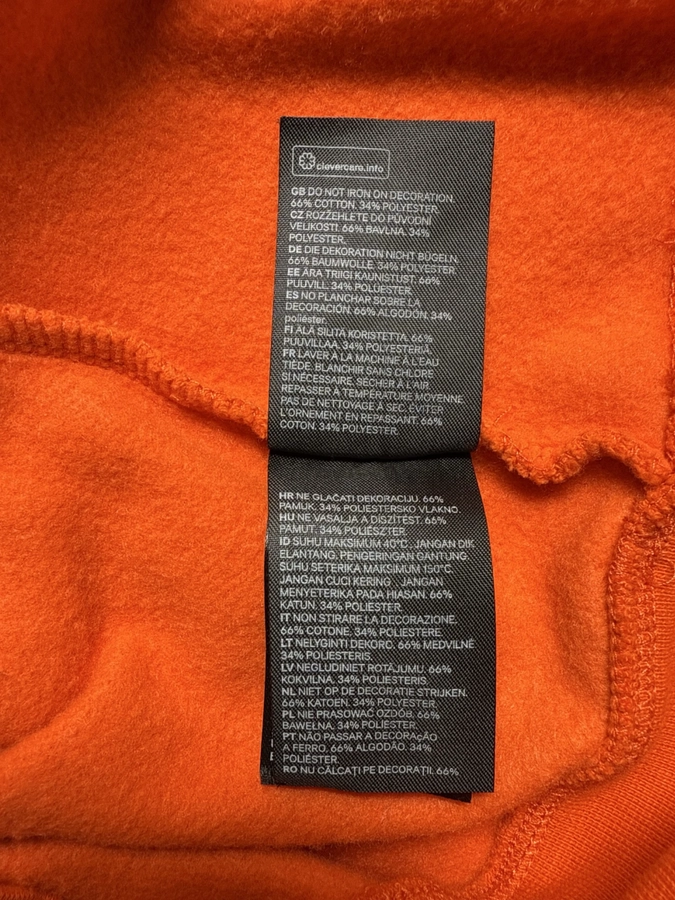 clevercare.info
GB DO NOT IRON ON DECORATION.
66% COTTON. 34% POLYESTER.
CZ ROZŽEHLETE DO PŮVODNÍ
VELIKOSTI. 66% BAVLNA. 34%
POLYESTER.
DE DIE DEKORATION NICHT BÜGELN.
66% BAUMWOLLE. 34% POLYESTER
EE ÄRA TRIIGI KAUNISTUST. 66%
PUUVILL. 34% POLÜESTER
ES NO PLANCHAR SOBRE LA
DECORACIÓN. 66% ALGODÓN. 34%
poliéster.
FI ÄLÄ SILITÄ KORISTETTA. 66%
PUUVILLAA. 34% POLYESTERIÄ.
FR LAVER À LA MACHINE À L'EAU
TIÈDE. BLANCHIR SANS CHLORE
SI NÉCESSAIRE. SÉCHER À L'AIR
REPASSER À TEMPÉRATURE MOYENNE.
PAS DE NETTOYAGE À SEC. ÉVITER
L'ORNEMENT EN REPASSANT. 66%
COTON. 34% POLYESTER.
HR NE GLAČATI DEKORACIJU. 66%
PAMUK. 34% POLIESTERSKO VLAKNO.
HU NE VASALJA A DÍSZÍTÉST. 66%
PAMUT. 34% POLIÉSZTER
ID SUHU MAKSIMUM 40°C. JANGAN DIK
ELANTANG. PENGERINGAN GANTUNG.
SUHU SETERIKA MAKSIMUM 150°C.
JANGAN CUCI KERING . JANGAN
MENYETERIKA PADA HIASAN. 66%
KATUN. 34% POLIESTER.
IT NON STIRARE LA DECORAZIONE.
66% COTONE. 34% POLIESTERE.
LT NELYGINTI DEKORO. 66% MEDVILNĖ
34% POLIESTERIS.
LV NEGLUDINIET ROTĀJUMU. 66%
KOKVILNA. 34% POLIESTERIS.
NL NIET OP DE DECORATIE STRIJKEN.
66% KATOEN. 34% POLYESTER.
PL NIE PRASOWAĆ OZDÓB. 66%
BAWEŁNA. 34% POLIESTER.
PT NÃO PASSAR A DECORAÇÃO
A FERRO. 66% ALGODÃO. 34%
POLIÉSTER.
RO NU CĂLCAȚI PE DECORAȚII. 66%